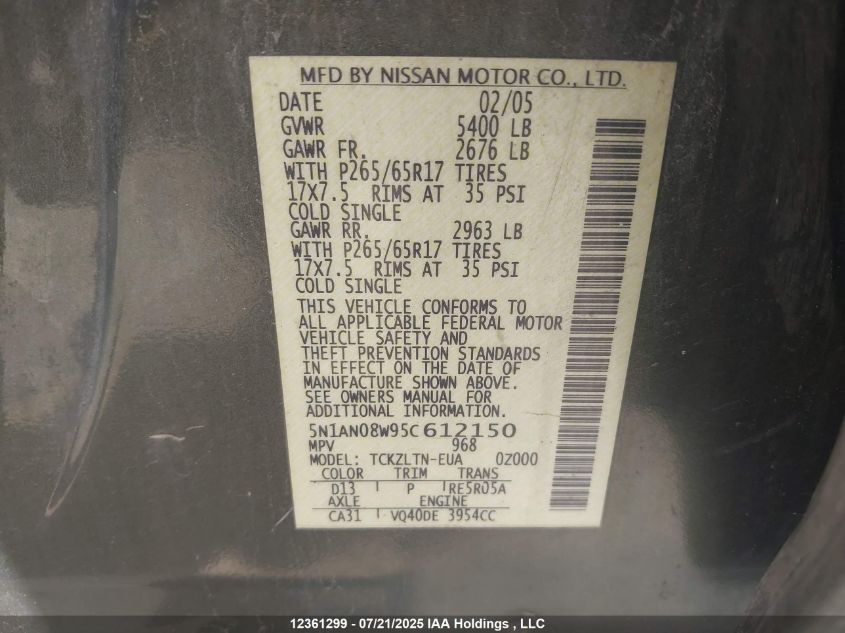 MFD BY NISSAN MOTOR CO., LTD.
DATE 02/05
GVWR 5400 LB
GAWR FR. 2676 LB
WITH P265/65R17 TIRES
17X7.5 RIMS AT 35 PSI
COLD SINGLE
GAWR RR. 2963 LB
WITH P265/65R17 TIRES
17X7.5 RIMS AT 35 PSI
COLD SINGLE
THIS VEHICLE CONFORMS TO
ALL APPLICABLE FEDERAL MOTOR
VEHICLE SAFETY AND
THEFT PREVENTION STANDARDS
IN EFFECT ON THE DATE OF
MANUFACTURE SHOWN ABOVE.
SEE OWNERS MANUAL FOR
ADDITIONAL INFORMATION.
5N1AN08W95C612150
MPV 968
MODEL: TCKZLTN-EUA 0Z000
COLOR TRIM TRANS
D13 P RE5R05A
AXLE ENGINE
CA31 VQ40DE 3954CC
12361299 - 07/21/2025 IAA Holdings , LLC